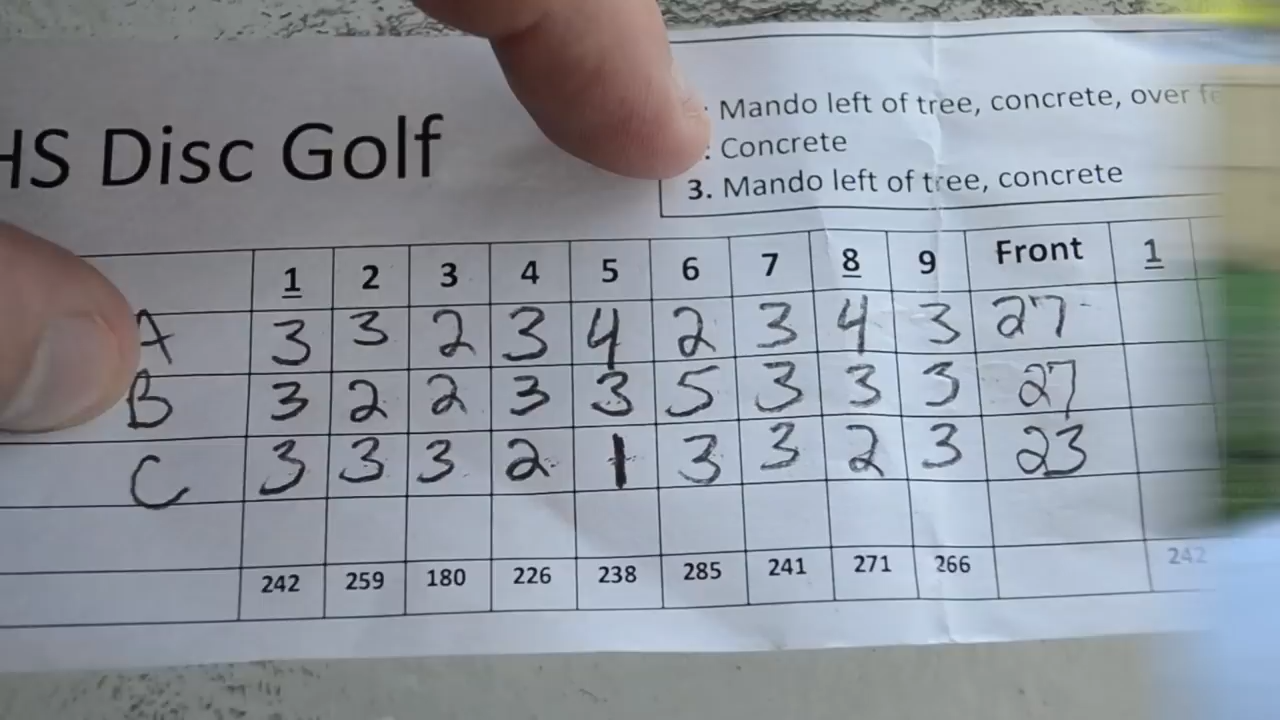 HS Disc Golf
: Mando left of tree, concrete, over
: Concrete
3. Mando left of tree, concrete
1 2 3 4 5 6 7 8 9 Front 1
A 3 3 2 3 4 2 3 4 3 27
B 3 2 2 3 3 5 3 3 3 27
C 3 3 3 2 1 3 3 2 3 23
242 259 180 226 238 285 241 271 266 242